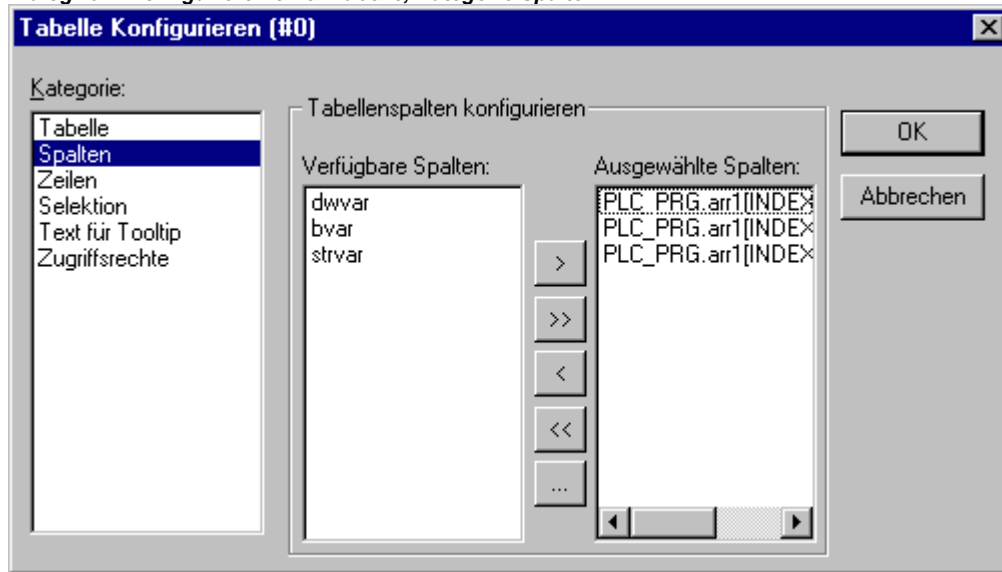 Tabelle Konfigurieren (#0)
Kategorie:
Tabelle
Spalten
Zeilen
Selektion
Text für Tooltip
Zugriffsrechte
Tabellenspalten konfigurieren
Verfügbare Spalten:
dwvar
bvar
strvar
>
>>
<
<<
...
Ausgewählte Spalten:
PLC_PRG.arr1[INDEX
PLC_PRG.arr1[INDEX
PLC_PRG.arr1[INDEX
OK
Abbrechen